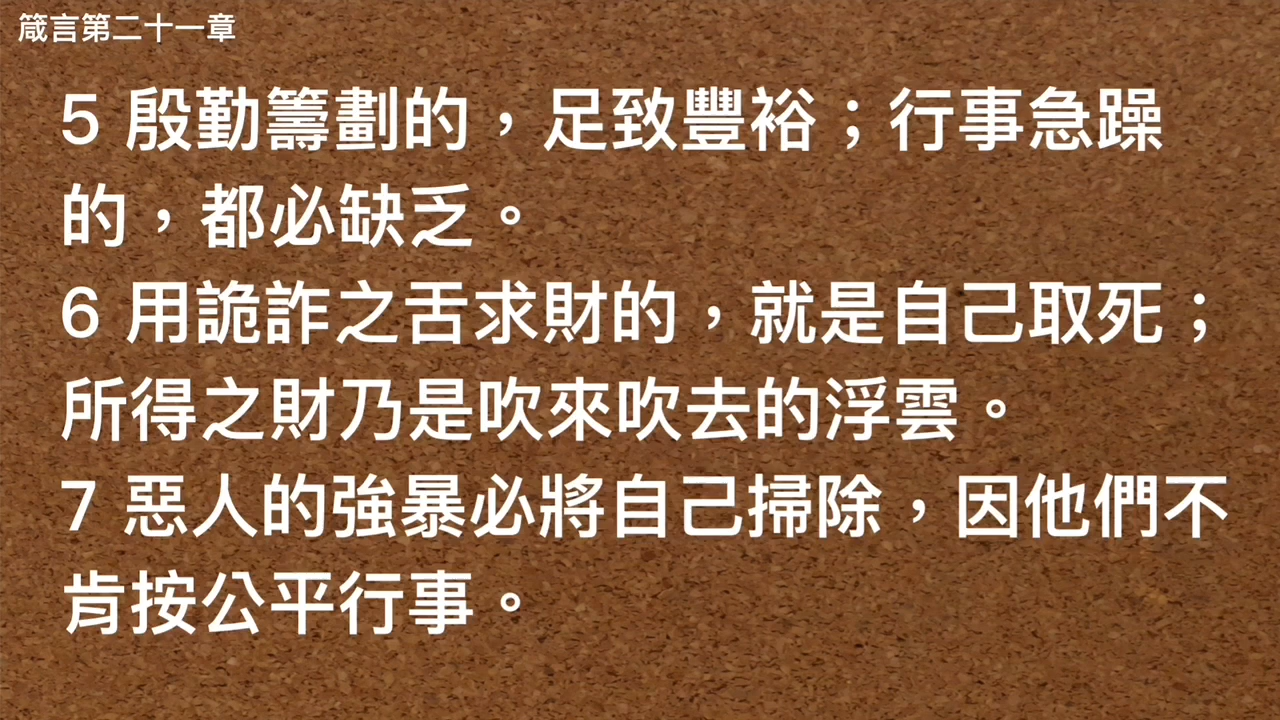 箴言第二十一章
5 殷勤籌劃的，足致豐裕；行事急躁
的，都必缺乏。
6 用詭詐之舌求財的，就是自己取死；
所得之財乃是吹來吹去的浮雲。
7 惡人的強暴必將自己掃除，因他們不
肯按公平行事。